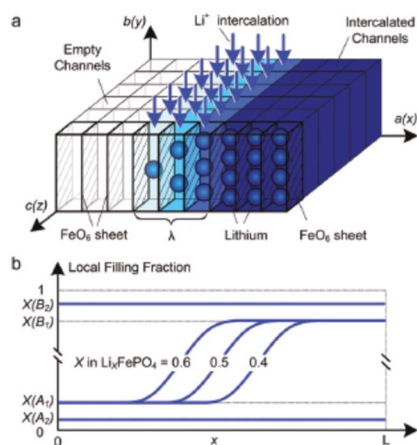 a
b(y)
Li⁺ intercalation
Intercalated
Channels
Empty
Channels
a(x)
c(z)
FeO₆ sheet
λ
Lithium
FeO₆ sheet
b
Local Filling Fraction
1
X(B₂)
X(B₁)
X in LiₓFePO₄ = 0.6 0.5 0.4
X(A₁)
X(A₂)
0
0
x
L